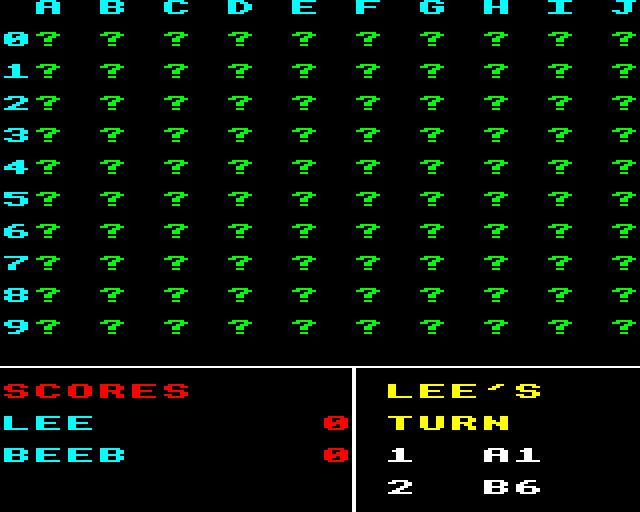 A B C D E F G H I J
0 ? ? ? ? ? ? ? ? ? ?
1 ? ? ? ? ? ? ? ? ? ?
2 ? ? ? ? ? ? ? ? ? ?
3 ? ? ? ? ? ? ? ? ? ?
4 ? ? ? ? ? ? ? ? ? ?
5 ? ? ? ? ? ? ? ? ? ?
6 ? ? ? ? ? ? ? ? ? ?
7 ? ? ? ? ? ? ? ? ? ?
8 ? ? ? ? ? ? ? ? ? ?
9 ? ? ? ? ? ? ? ? ? ?
SCORES
LEE 0
BEEB 0
LEE'S
TURN
1 A1
2 B6